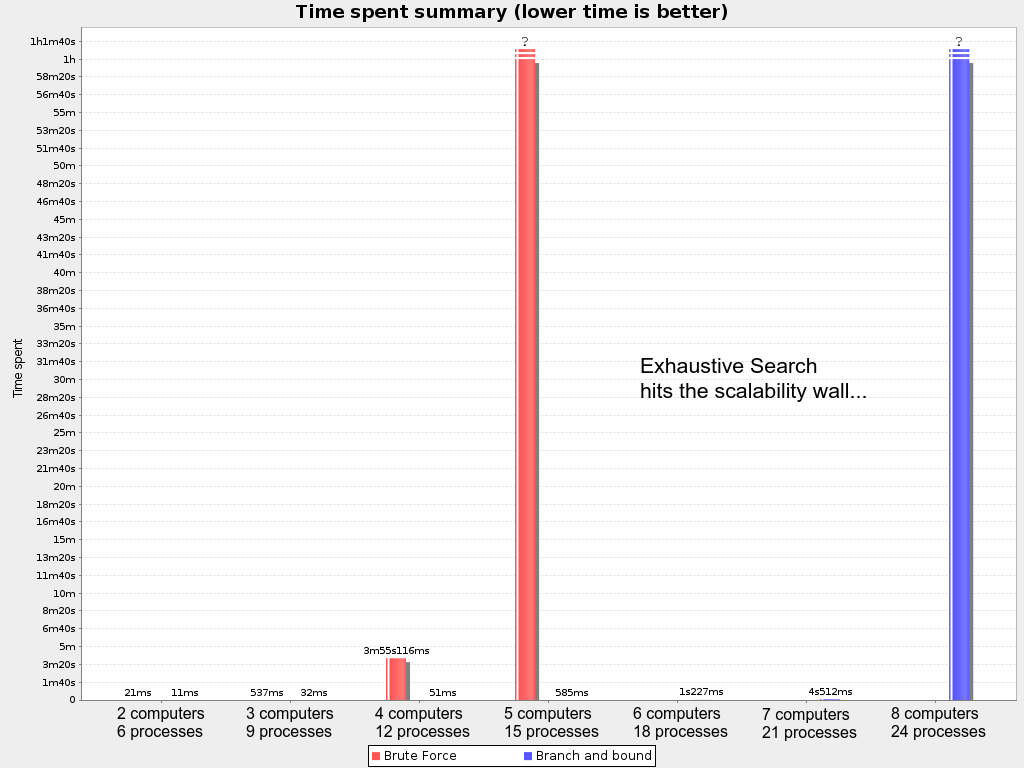 Time spent summary (lower time is better)
Time spent
1h1m40s
1h
58m20s
56m40s
55m
53m20s
51m40s
50m
48m20s
46m40s
45m
43m20s
41m40s
40m
38m20s
36m40s
35m
33m20s
31m40s
30m
28m20s
26m40s
25m
23m20s
21m40s
20m
18m20s
16m40s
15m
13m20s
11m40s
10m
8m20s
6m40s
5m
3m20s
1m40s
0
? ?
Exhaustive Search
hits the scalability wall...
3m55s116ms
21ms 11ms 537ms 32ms 51ms 585ms 1s227ms 4s512ms
2 computers 3 computers 4 computers 5 computers 6 computers 7 computers 8 computers
6 processes 9 processes 12 processes 15 processes 18 processes 21 processes 24 processes
Brute Force Branch and bound